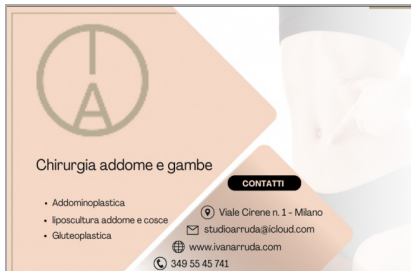 Chirurgia addome e gambe
• Addominoplastica
• liposcultura addome e cosce
• Gluteoplastica
CONTATTI
Viale Cirene n. 1 - Milano
studioarruda@icloud.com
www.ivanarruda.com
349 55 45 741